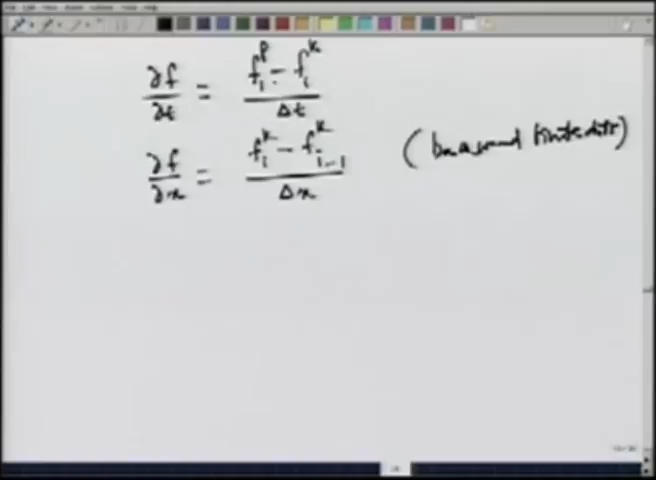 ∂f/∂t = (f_i^p - f_i^k)/Δt
∂f/∂x = (f_i^k - f_{i-1}^k)/Δx (backward finite diff)